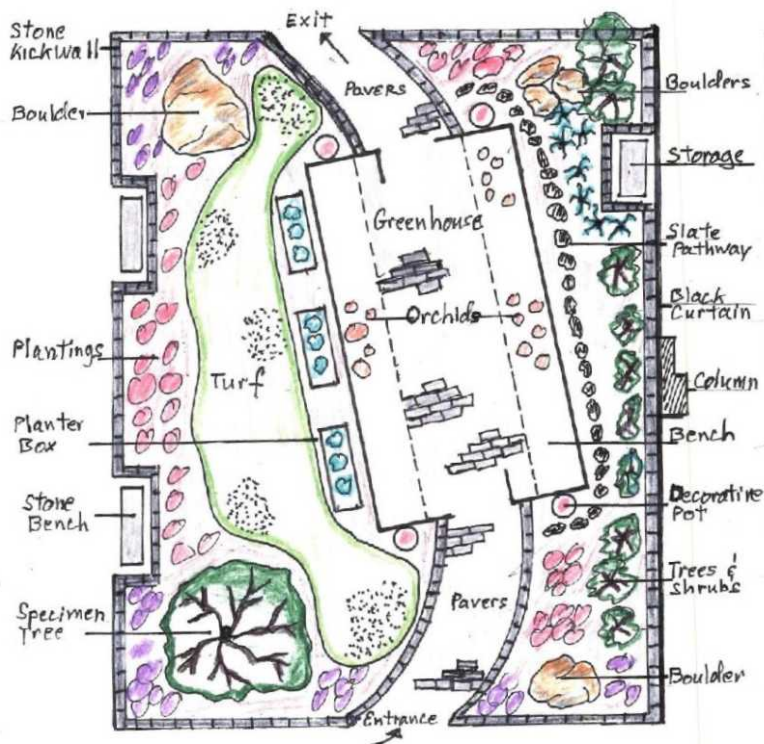 Exit
Stone
Kickwall
Boulder
Pavers
Boulders
Storage
Greenhouse
Slate
Pathway
Black
Curtain
Orchids
Plantings
Turf
Column
Planter
Box
Bench
Stone
Bench
Decorative
Pot
Trees &
Shrubs
Pavers
Specimen
Tree
Boulder
Entrance